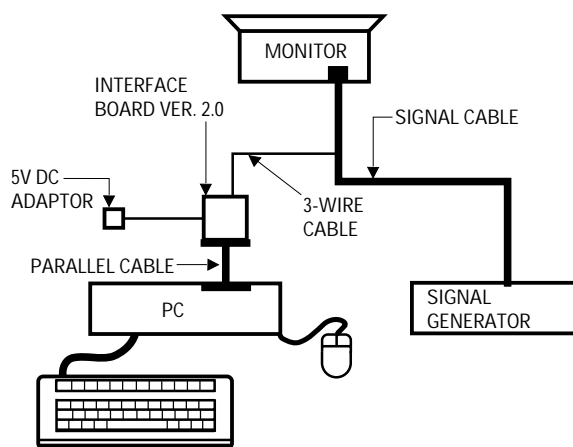 MONITOR
INTERFACE
BOARD VER. 2.0
SIGNAL CABLE
5V DC
ADAPTOR
3-WIRE
CABLE
PARALLEL CABLE
PC
SIGNAL
GENERATOR